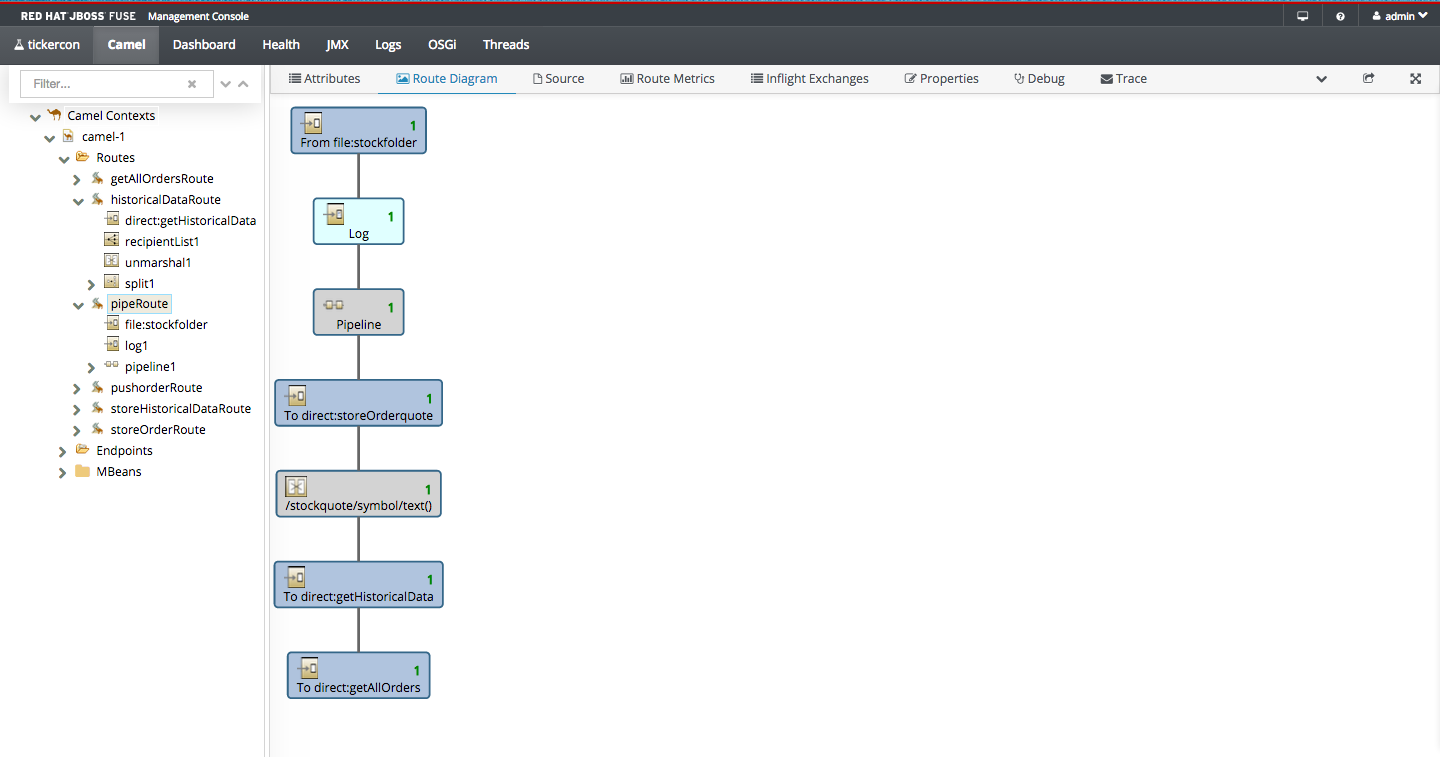 RED HAT JBOSS FUSE Management Console
admin
tickercon Camel Dashboard Health JMX Logs OSGi Threads
Filter...
Attributes Route Diagram Source Route Metrics Inflight Exchanges Properties Debug Trace
Camel Contexts
camel-1
Routes
getAllOrdersRoute
historicalDataRoute
direct:getHistoricalData
recipientList1
unmarshal1
split1
pipeRoute
file:stockfolder
log1
pipeline1
pushorderRoute
storeHistoricalDataRoute
storeOrderRoute
Endpoints
MBeans
1
From file:stockfolder
1
Log
1
Pipeline
1
To direct:storeOrderquote
1
/stockquote/symbol/text()
1
To direct:getHistoricalData
1
To direct:getAllOrders